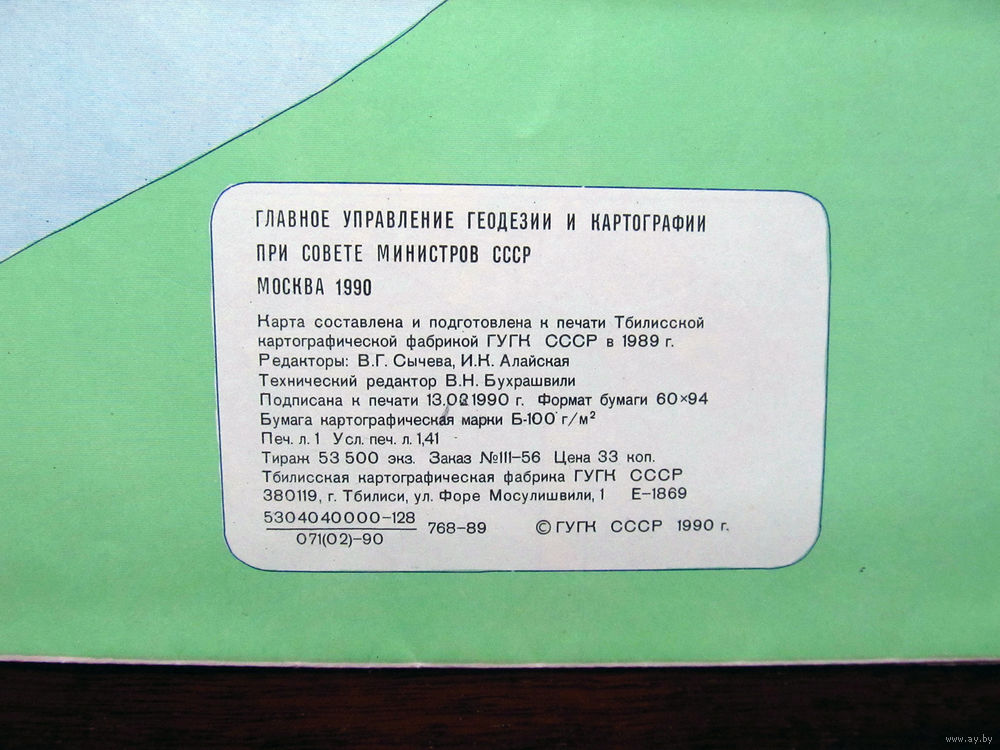 ГЛАВНОЕ УПРАВЛЕНИЕ ГЕОДЕЗИИ И КАРТОГРАФИИ
ПРИ СОВЕТЕ МИНИСТРОВ СССР
МОСКВА 1990
Карта составлена и подготовлена к печати Тбилисской
картографической фабрикой ГУГК СССР в 1989 г.
Редакторы: В.Г. Сычева, И.К. Алайская
Технический редактор В.Н. Бухрашвили
Подписана к печати 13.02.1990 г. Формат бумаги 60×94
Бумага картографическая марки Б-100 г/м²
Печ. л. 1 Усл. печ. л. 1,41
Тираж 53 500 экз. Заказ №III-56 Цена 33 коп.
Тбилисская картографическая фабрика ГУГК СССР
380119, г. Тбилиси, ул. Форе Мосулишвили, 1 Е-1869
5304040000-128
071(02)-90
768-89 © ГУГК СССР 1990 г.
www.ay.by